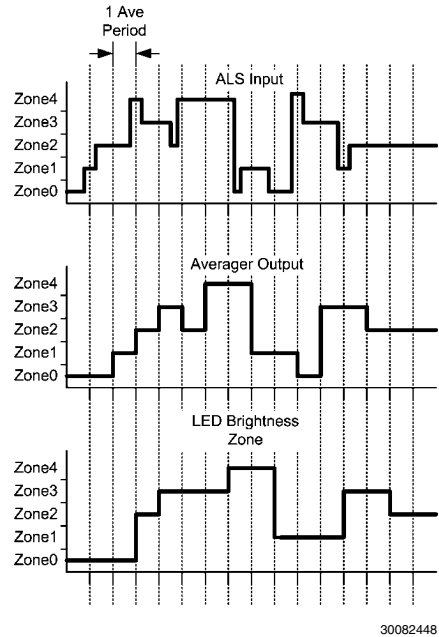 1 Ave
Period
ALS Input
Zone4
Zone3
Zone2
Zone1
Zone0
Averager Output
Zone4
Zone3
Zone2
Zone1
Zone0
LED Brightness
Zone
Zone4
Zone3
Zone2
Zone1
Zone0
30082448